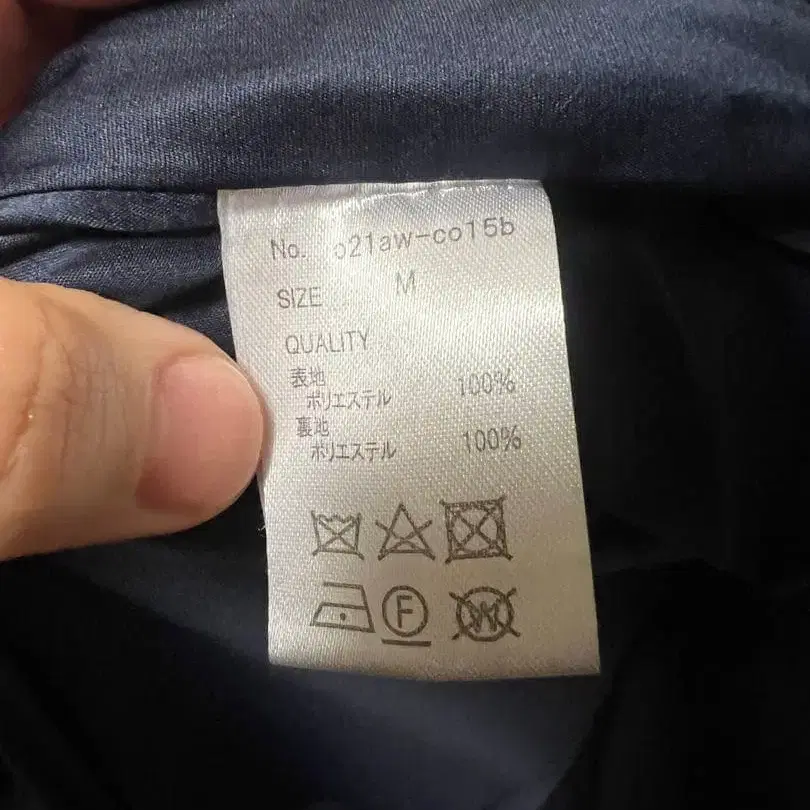 No. o21aw-co15b
SIZE M
QUALITY
表地
ポリエステル 100%
裏地
ポリエステル 100%
F
W